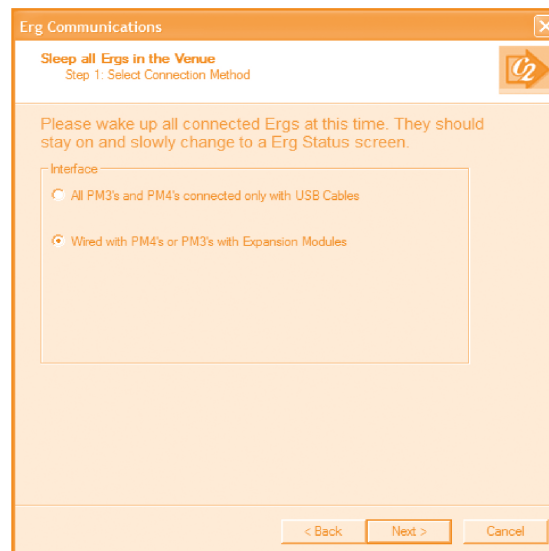 Erg Communications
Sleep all Ergs in the Venue
Step 1: Select Connection Method
C2
Please wake up all connected Ergs at this time. They should
stay on and slowly change to a Erg Status screen.
Interface
All PM3's and PM4's connected only with USB Cables
Wired with PM4's or PM3's with Expansion Modules
< Back
Next >
Cancel